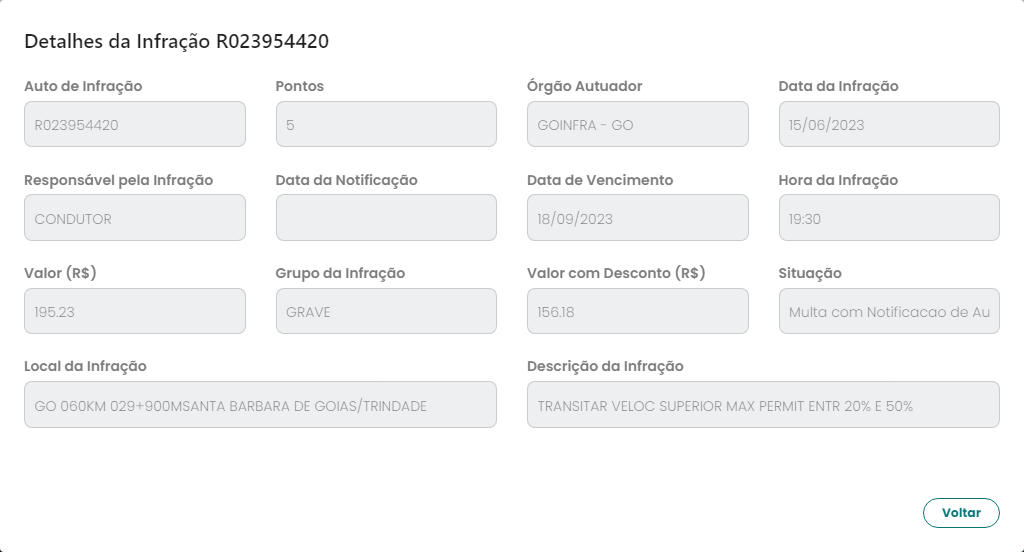 Detalhes da Infração R023954420
Auto de Infração
R023954420
Pontos
5
Órgão Autuador
GOINFRA - GO
Data da Infração
15/06/2023
Responsável pela Infração
CONDUTOR
Data da Notificação
Data de Vencimento
18/09/2023
Hora da Infração
19:30
Valor (R$)
195.23
Grupo da Infração
GRAVE
Valor com Desconto (R$)
156.18
Situação
Multa com Notificacao de Au
Local da Infração
GO 060KM 029+900MSANTA BARBARA DE GOIAS/TRINDADE
Descrição da Infração
TRANSITAR VELOC SUPERIOR MAX PERMIT ENTR 20% E 50%
Voltar